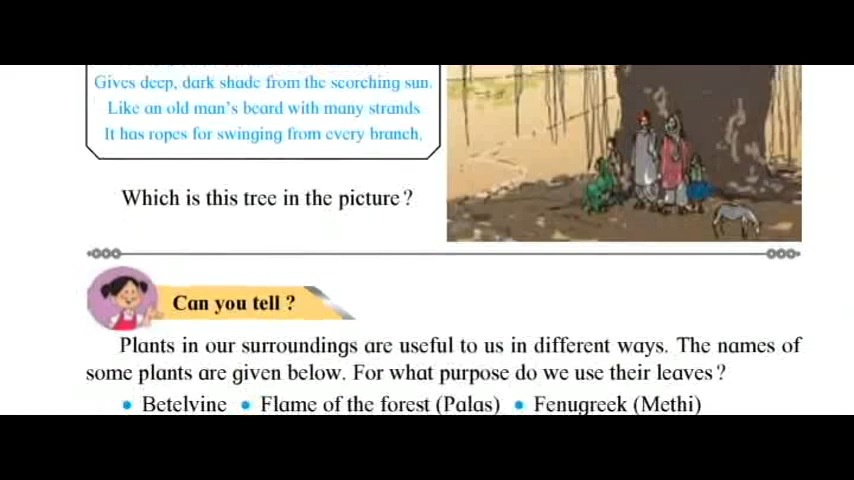 Gives deep, dark shade from the scorching sun.
Like an old man's beard with many strands
It has ropes for swinging from every branch.
Which is this tree in the picture ?
Can you tell ?
Plants in our surroundings are useful to us in different ways. The names of
some plants are given below. For what purpose do we use their leaves ?
• Betelvine • Flame of the forest (Palas) • Fenugreek (Methi)